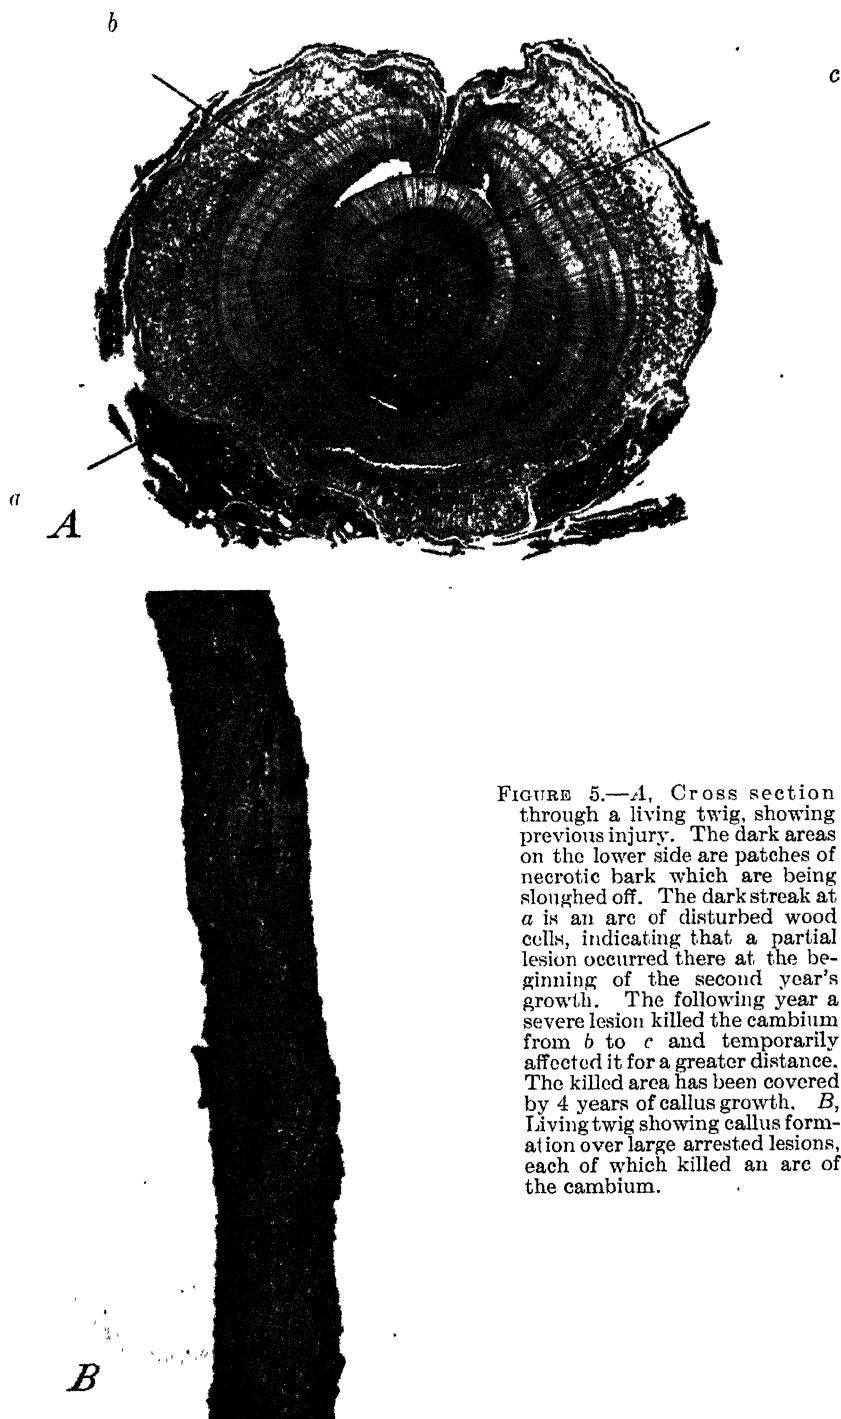 b
c
a
A
B
FIGURE 5.—A, Cross section
through a living twig, showing
previous injury. The dark areas
on the lower side are patches of
necrotic bark which are being
sloughed off. The dark streak at
a is an arc of disturbed wood
cells, indicating that a partial
lesion occurred there at the be-
ginning of the second year's
growth. The following year a
severe lesion killed the cambium
from b to c and temporarily
affected it for a greater distance.
The killed area has been covered
by 4 years of callus growth. B,
Living twig showing callus form-
ation over large arrested lesions,
each of which killed an arc of
the cambium.